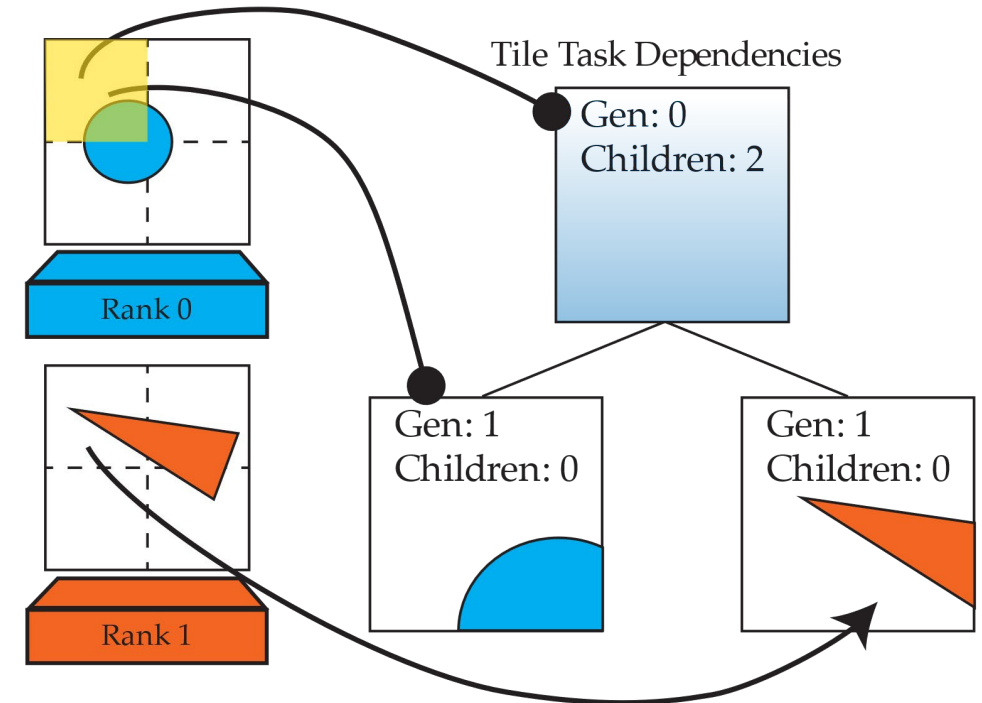 Tile Task Dependencies
Gen: 0
Children: 2
Rank 0
Gen: 1
Children: 0
Gen: 1
Children: 0
Rank 1